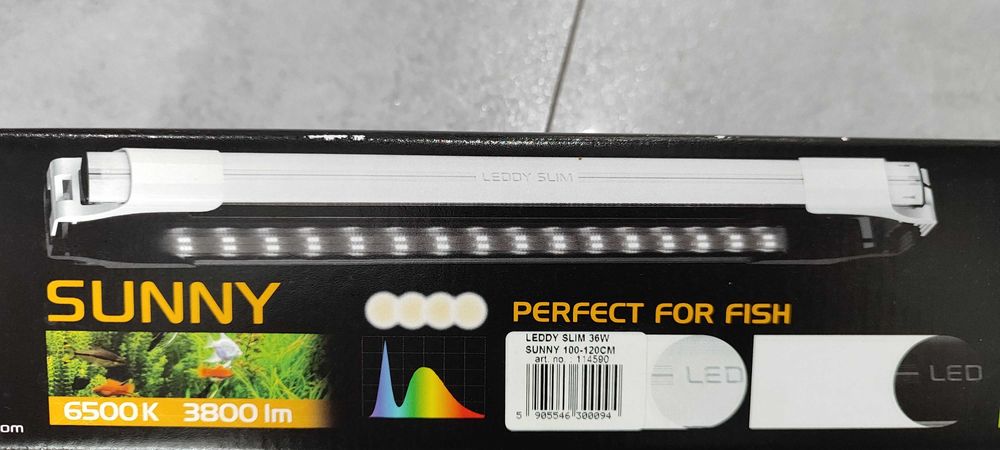 LEDDY SLIM
SUNNY
PERFECT FOR FISH
LEDDY SLIM 36W
SUNNY 100-120CM
art. no. : 114590
5 905546 300094
LED
LED
6500K 3800 lm
om